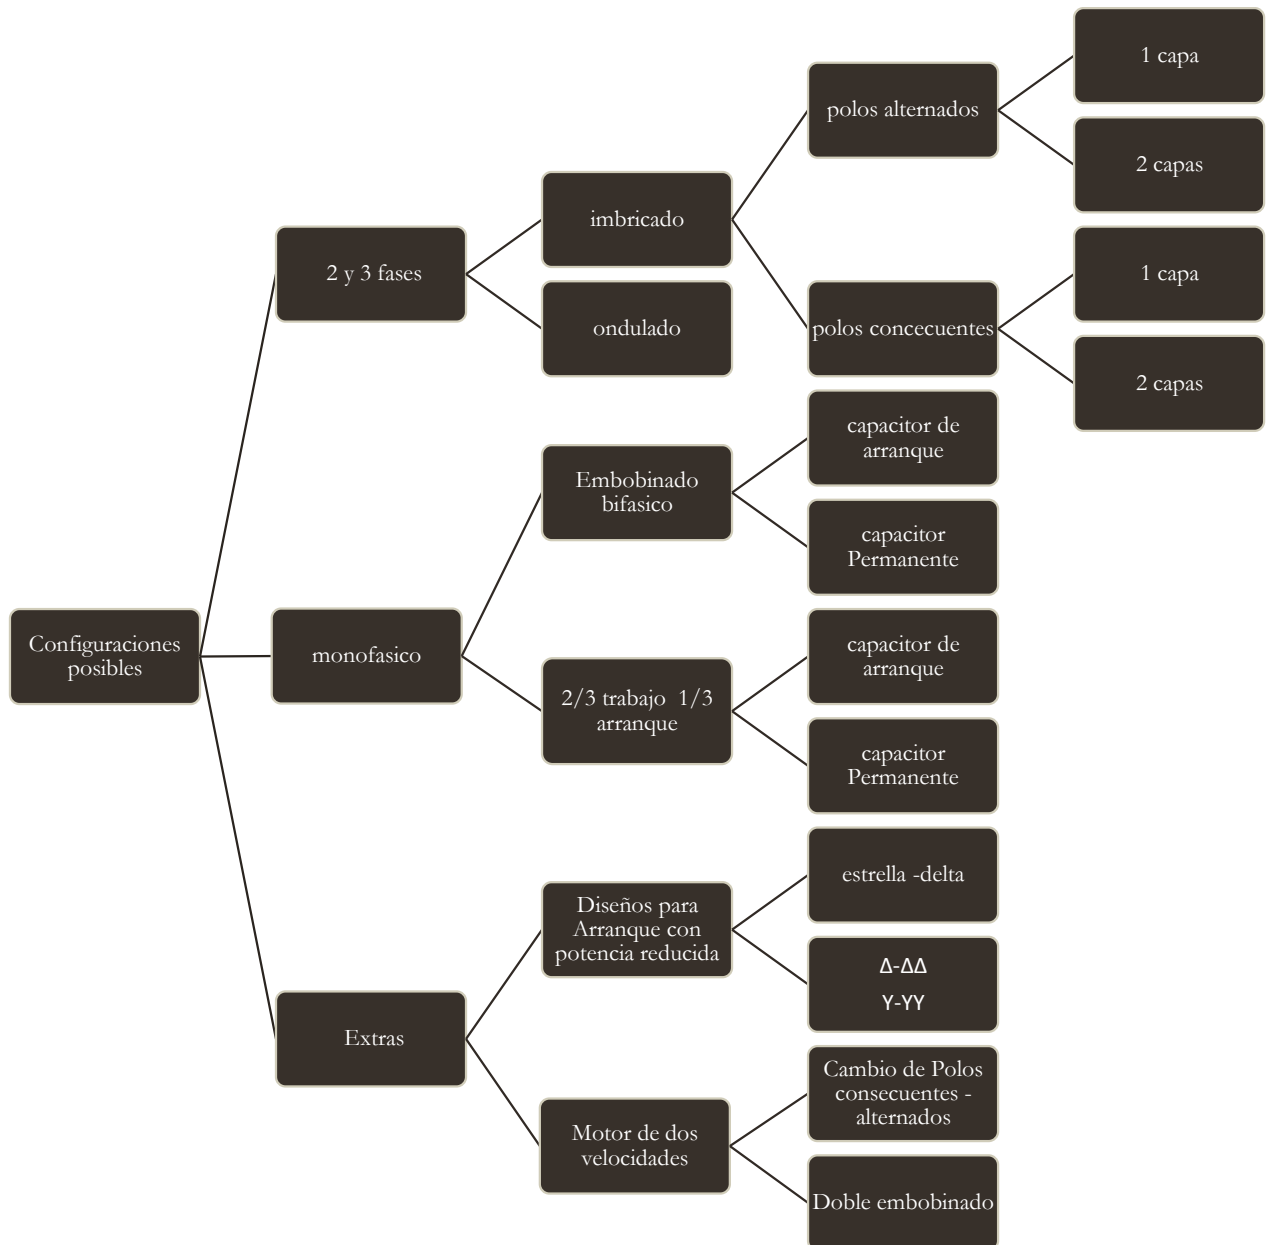 Configuraciones
posibles
2 y 3 fases
imbricado
polos alternados
1 capa
2 capas
polos concecuentes
1 capa
2 capas
ondulado
monofasico
Embobinado
bifasico
capacitor de
arranque
capacitor
Permanente
2/3 trabajo  1/3
arranque
capacitor de
arranque
capacitor
Permanente
Extras
Diseños para
Arranque con
potencia reducida
estrella -delta
Δ-ΔΔ
Y-YY
Motor de dos
velocidades
Cambio de Polos
consecuentes -
alternados
Doble embobinado